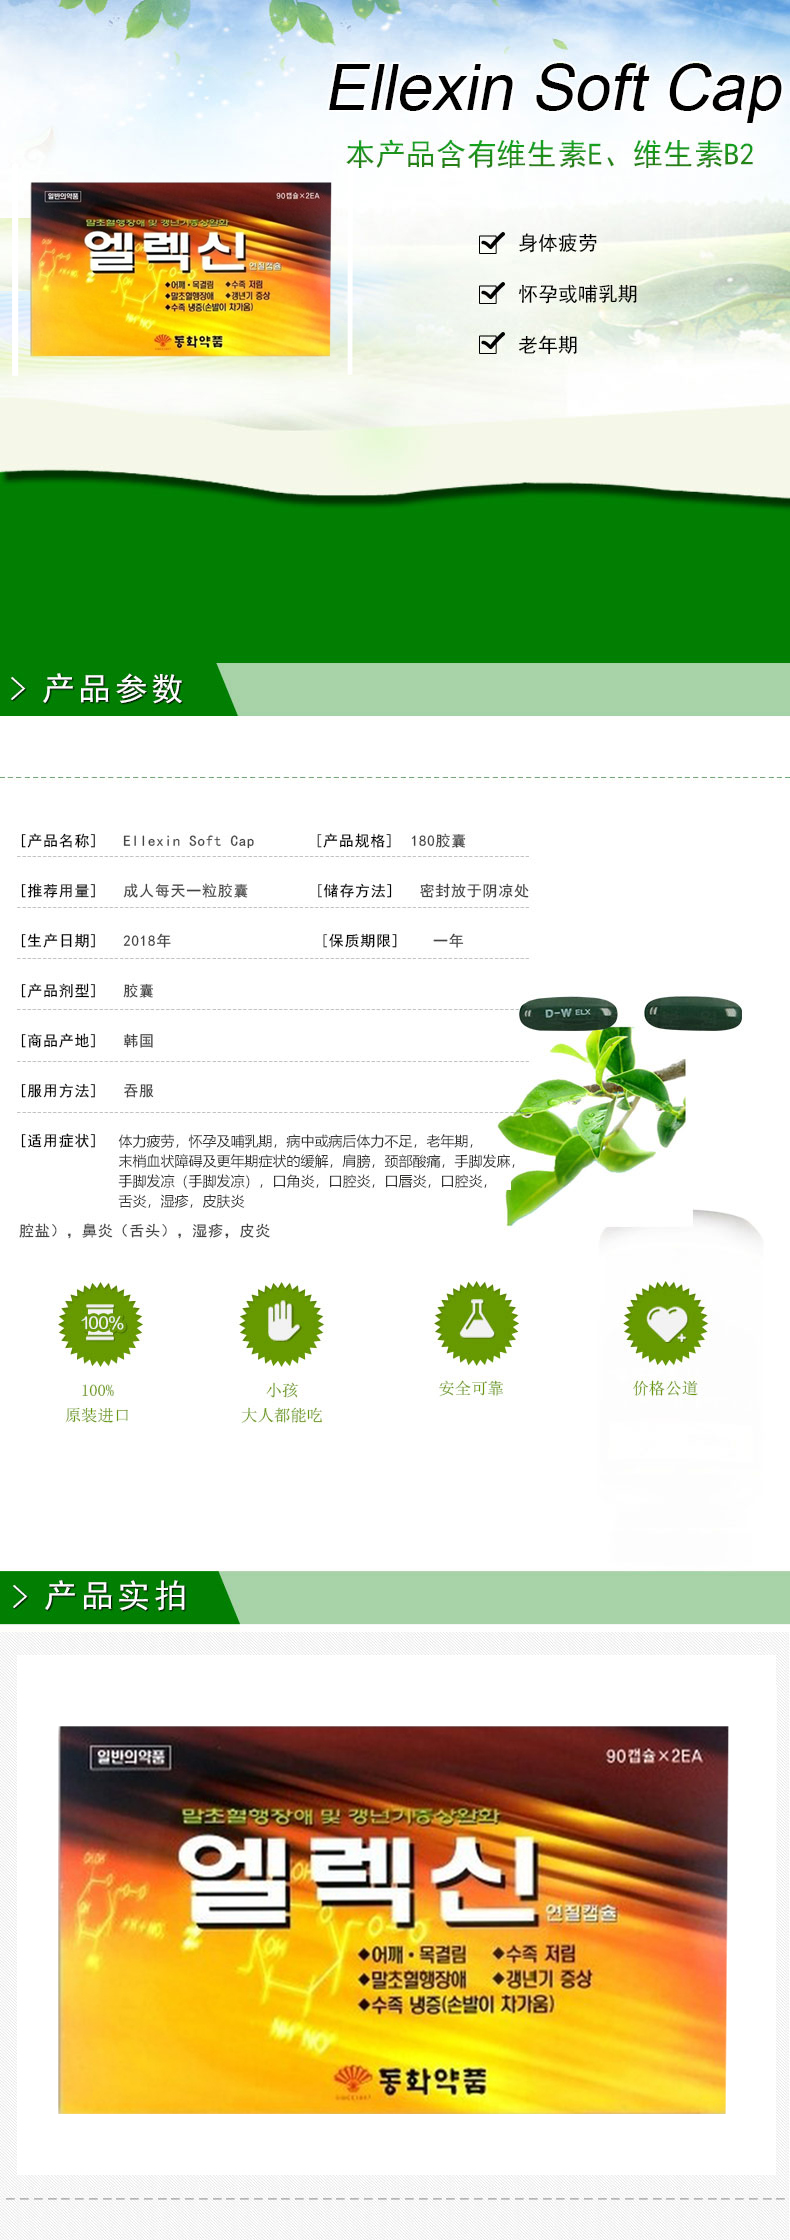 Ellexin Soft Cap
本产品含有维生素E、维生素B2
일반의약품
90캡슐×2EA
말초혈행장애 및 갱년기증상완화
엘렉신
연질캡슐
◆어깨·목결림 ◆수족 저림
◆말초혈행장애 ◆갱년기 증상
◆수족 냉증(손발이 차가움)
동화약품
身体疲劳
怀孕或哺乳期
老年期
> 产品参数
[产品名称] Ellexin Soft Cap [产品规格] 180胶囊
[推荐用量] 成人每天一粒胶囊 [储存方法] 密封放于阴凉处
[生产日期] 2018年 [保质期限] 一年
[产品剂型] 胶囊
D-W ELX
[商品产地] 韩国
[服用方法] 吞服
[适用症状] 体力疲劳，怀孕及哺乳期，病中或病后体力不足，老年期，
末梢血状障碍及更年期症状的缓解，肩膀，颈部酸痛，手脚发麻，
手脚发凉（手脚发凉），口角炎，口腔炎，口唇炎，口腔炎，
舌炎，湿疹，皮肤炎
腔盐），鼻炎（舌头），湿疹，皮炎
100%
100%
原装进口
小孩
大人都能吃
安全可靠
价格公道
> 产品实拍
일반의약품
90캡슐×2EA
말초혈행장애 및 갱년기증상완화
엘렉신
연질캡슐
◆어깨·목결림 ◆수족 저림
◆말초혈행장애 ◆갱년기 증상
◆수족 냉증(손발이 차가움)
동화약품